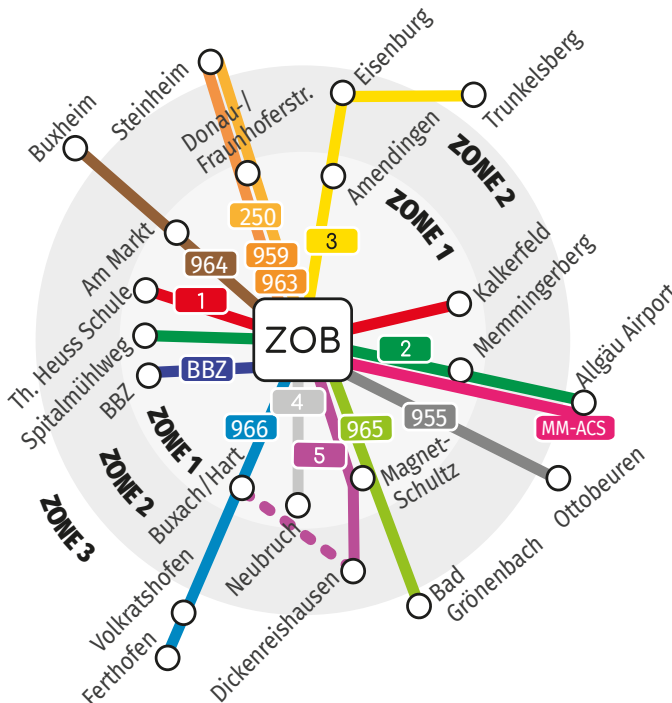 Eisenburg
Trunkelsberg
Steinheim
Donau-/
Fraunhoferstr.
Buxheim
Amendingen
ZONE 2
ZONE 1
250
3
959
963
Am Markt
964
Kalkerfeld
Th. Heuss Schule
1
Memmingerberg
Spitalmühlweg
ZOB
2
Allgäu Airport
BBZ
BBZ
MM-ACS
4
955
966
965
5
ZONE 1
ZONE 2
ZONE 3
Buxach/Hart
Magnet-
Schultz
Ottobeuren
Neubruch
Volkratshofen
Dickenreishausen
Bad
Grönenbach
Ferthofen